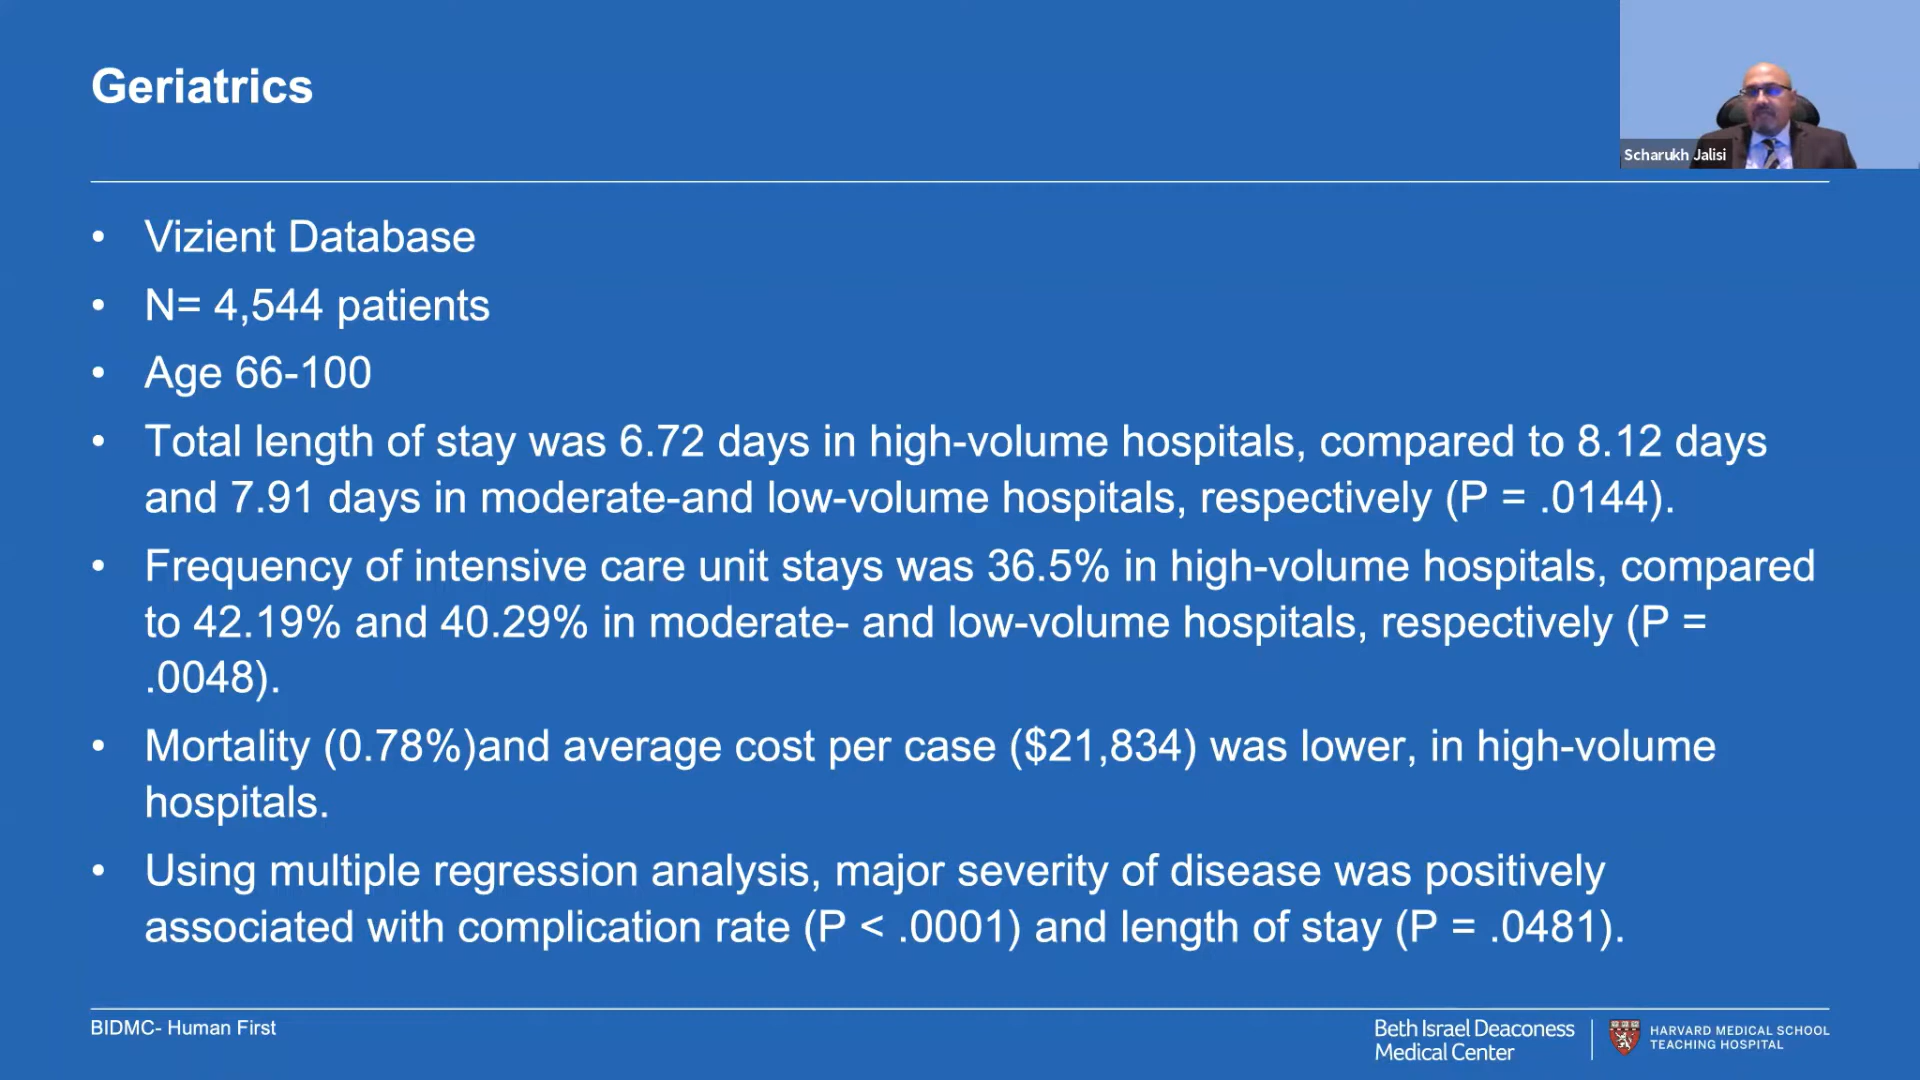 Geriatrics
Scharukh Jalisi
• Vizient Database
• N= 4,544 patients
• Age 66-100
• Total length of stay was 6.72 days in high-volume hospitals, compared to 8.12 days
and 7.91 days in moderate-and low-volume hospitals, respectively (P = .0144).
• Frequency of intensive care unit stays was 36.5% in high-volume hospitals, compared
to 42.19% and 40.29% in moderate- and low-volume hospitals, respectively (P =
.0048).
• Mortality (0.78%)and average cost per case ($21,834) was lower, in high-volume
hospitals.
• Using multiple regression analysis, major severity of disease was positively
associated with complication rate (P < .0001) and length of stay (P = .0481).
BIDMC- Human First
Beth Israel Deaconess
Medical Center
HARVARD MEDICAL SCHOOL
TEACHING HOSPITAL